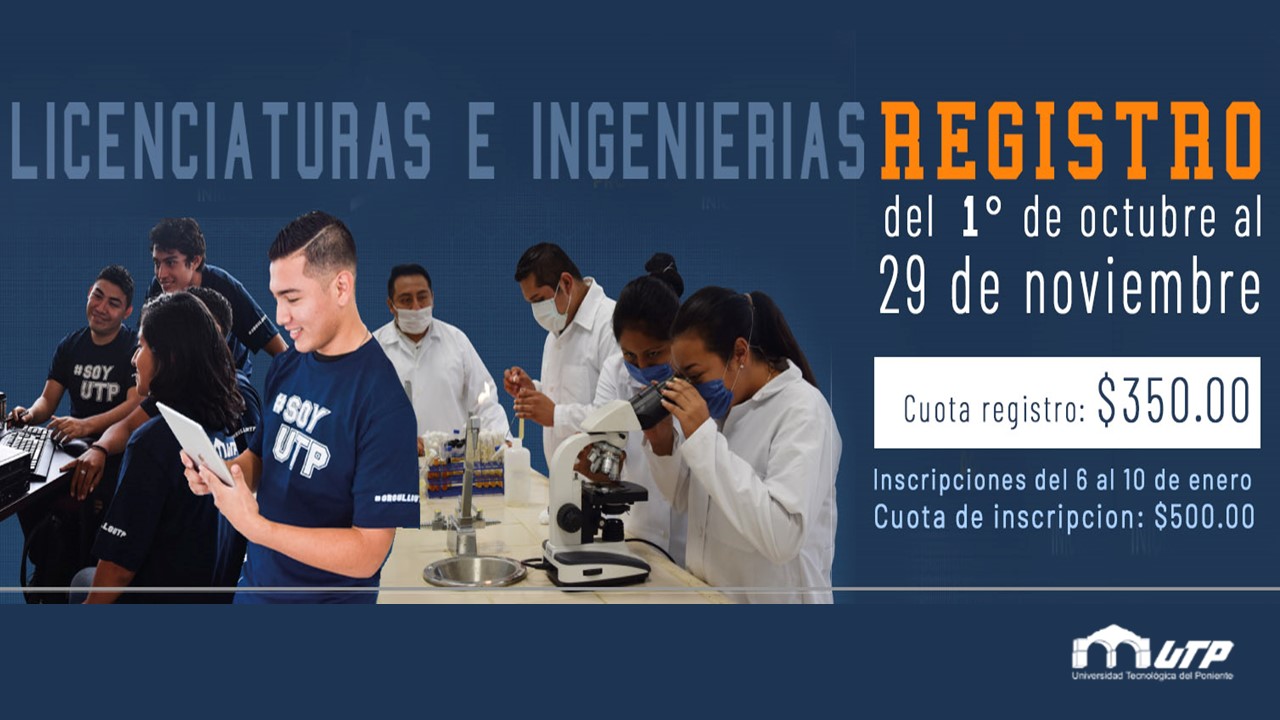 LICENCIATURAS E INGENIERIAS
REGISTRO
del 1° de octubre al
29 de noviembre
Cuota registro: $350.00
Inscripciones del 6 al 10 de enero
Cuota de inscripcion: $500.00
#SOY
UTP
#SOY
UTP
UTP
Universidad Tecnológica del Poniente